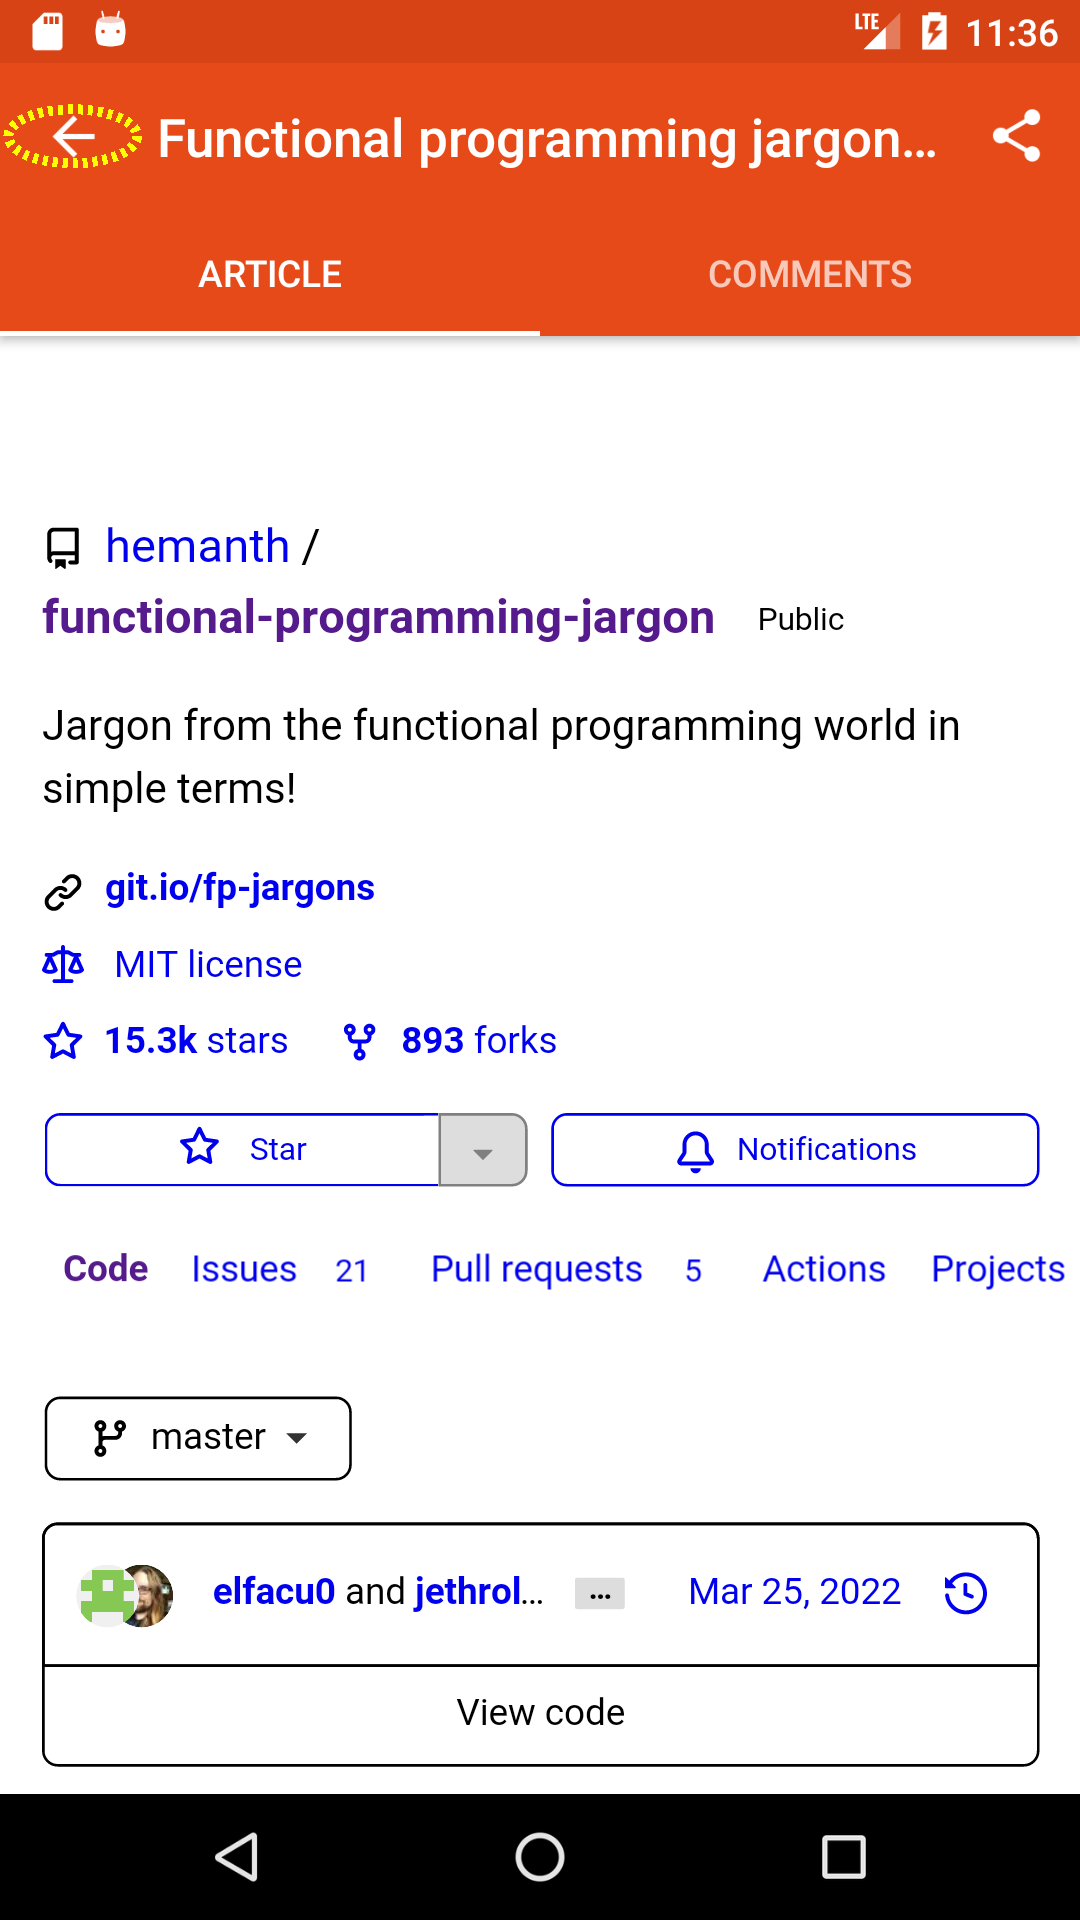 LTE 11:36
Functional programming jargon...
ARTICLE COMMENTS
hemanth /
functional-programming-jargon Public
Jargon from the functional programming world in
simple terms!
git.io/fp-jargons
MIT license
15.3k stars 893 forks
Star Notifications
Code Issues 21 Pull requests 5 Actions Projects
master
elfacu0 and jethrol... ... Mar 25, 2022
View code